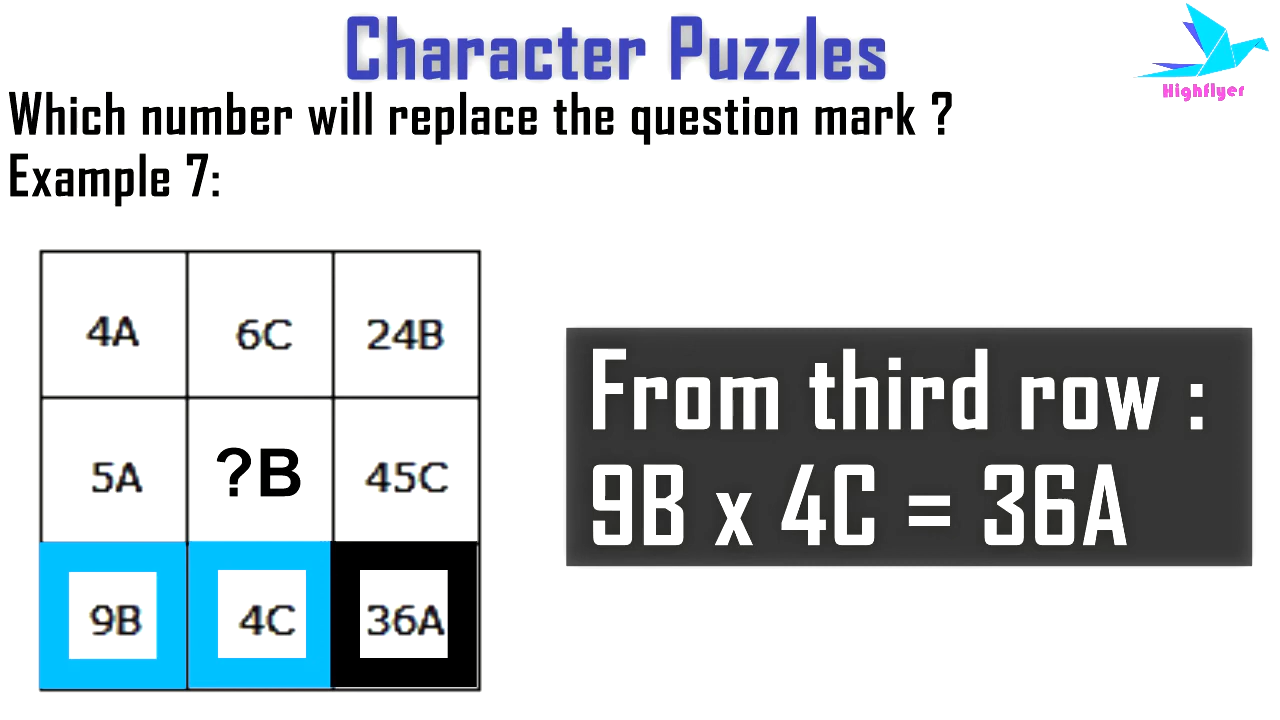 Character Puzzles
Highflyer
Which number will replace the question mark ?
Example 7:
4A 6C 24B
5A ?B 45C
9B 4C 36A
From third row :
9B x 4C = 36A